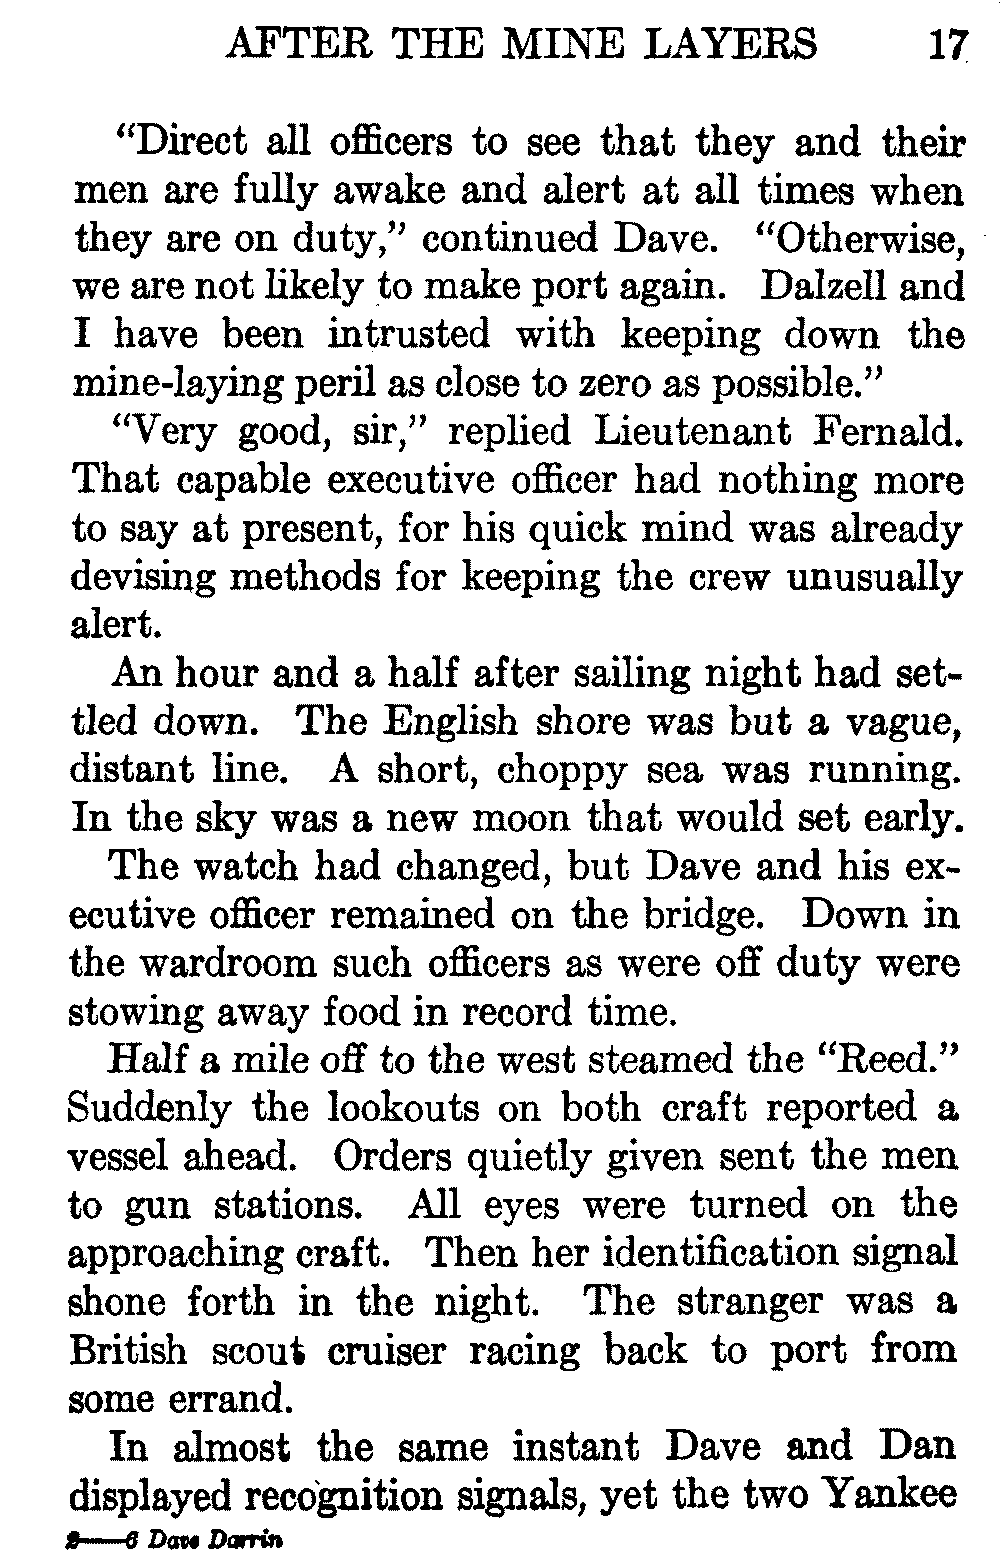 AFTER THE MINE LAYERS 17
“Direct all officers to see that they and their
men are fully awake and alert at all times when
they are on duty,” continued Dave. “Otherwise,
we are not likely to make port again. Dalzell and
I have been intrusted with keeping down the
mine-laying peril as close to zero as possible.”
“Very good, sir,” replied Lieutenant Fernald.
That capable executive officer had nothing more
to say at present, for his quick mind was already
devising methods for keeping the crew unusually
alert.
An hour and a half after sailing night had set-
tled down. The English shore was but a vague,
distant line. A short, choppy sea was running.
In the sky was a new moon that would set early.
The watch had changed, but Dave and his ex-
ecutive officer remained on the bridge. Down in
the wardroom such officers as were off duty were
stowing away food in record time.
Half a mile off to the west steamed the “Reed.”
Suddenly the lookouts on both craft reported a
vessel ahead. Orders quietly given sent the men
to gun stations. All eyes were turned on the
approaching craft. Then her identification signal
shone forth in the night. The stranger was a
British scout cruiser racing back to port from
some errand.
In almost the same instant Dave and Dan
displayed recognition signals, yet the two Yankee
2—6 Dave Darrin